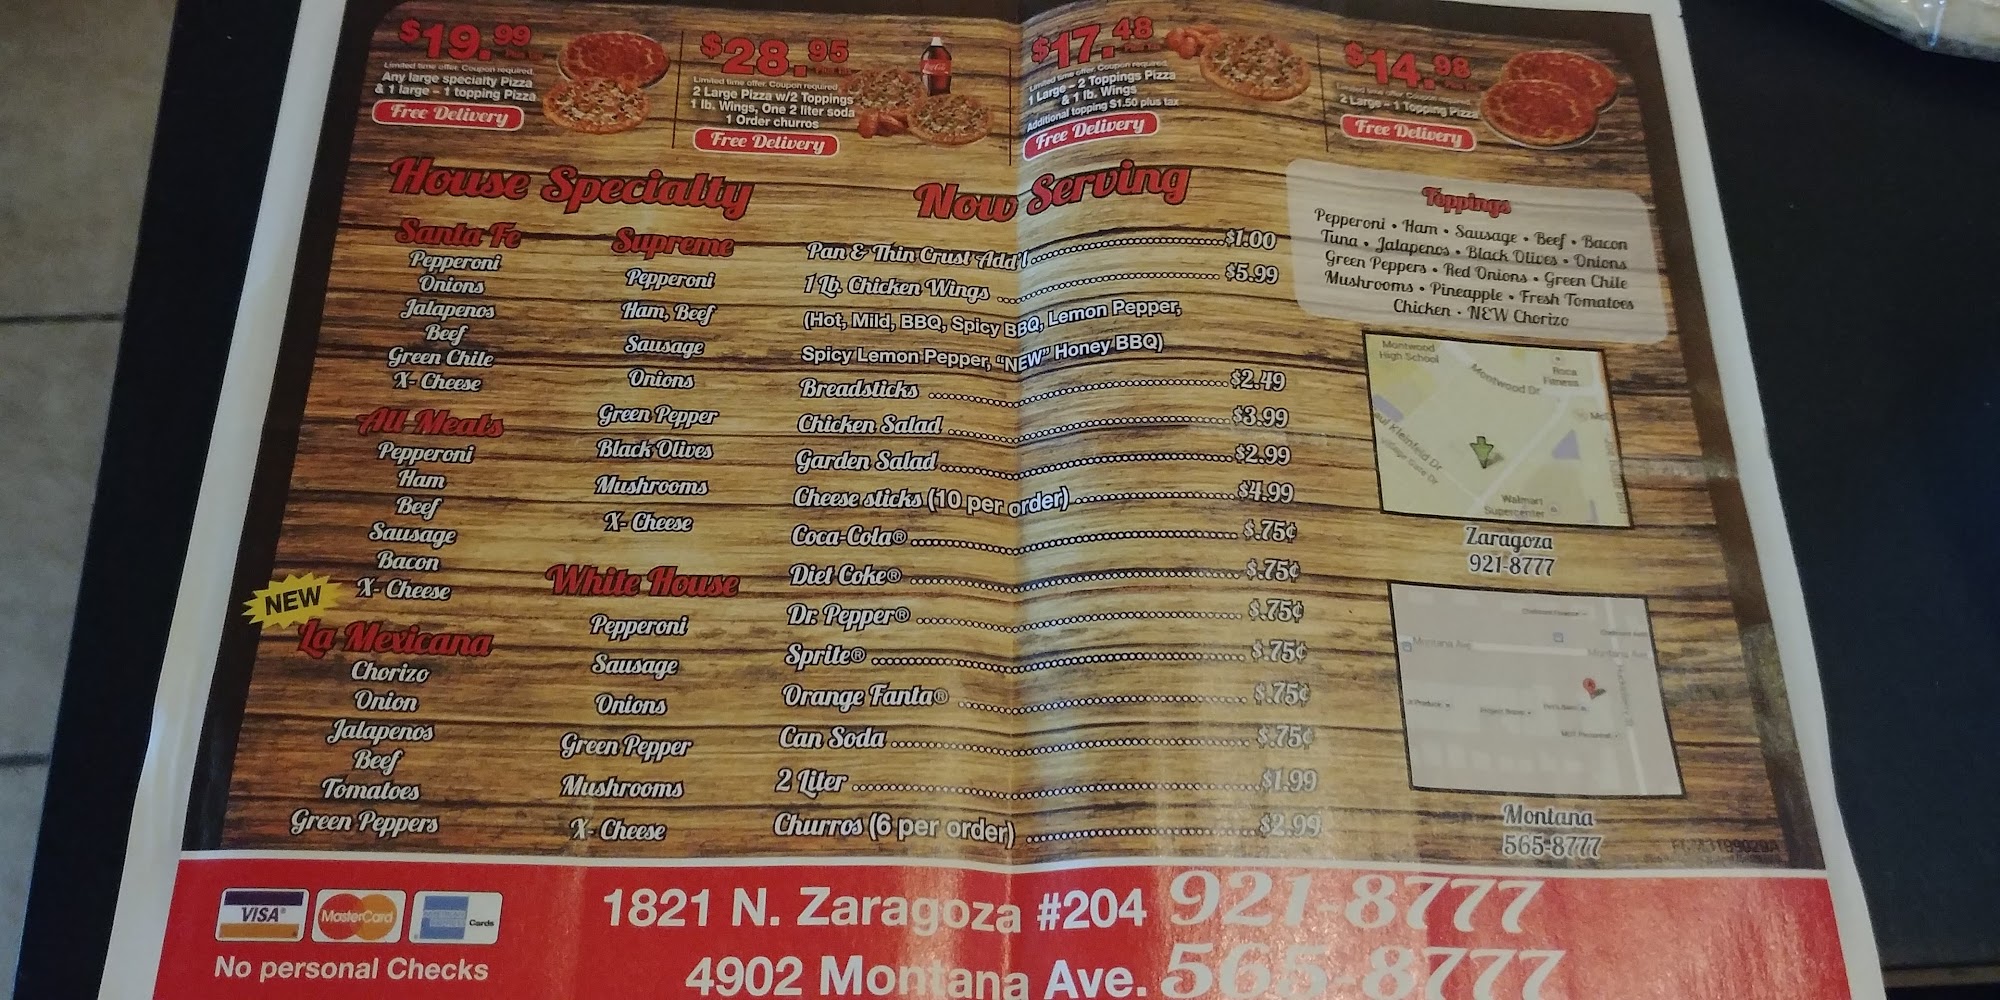 $19.99
Limited time offer. Coupon required.
Any large specialty Pizza
& 1 large - 1 topping Pizza
Free Delivery
$28.95
Limited time offer. Coupon required.
2 Large Pizza w/2 Toppings
1 lb. Wings, One 2 liter soda
1 Order churros
Free Delivery
$17.48
Limited time offer. Coupon required.
1 Large - 2 Toppings Pizza
& 1 lb. Wings
Additional topping $1.50 plus tax
Free Delivery
$14.98
Limited time offer. Coupon required.
2 Large - 1 Topping Pizza
Free Delivery
House Specialty
Santa Fe
Pepperoni
Onions
Jalapenos
Beef
Green Chile
X- Cheese
All Meats
Pepperoni
Ham
Beef
Sausage
Bacon
X- Cheese
NEW
La Mexicana
Chorizo
Onion
Jalapenos
Beef
Tomatoes
Green Peppers
Supreme
Pepperoni
Ham, Beef
Sausage
Onions
Green Pepper
Black Olives
Mushrooms
X- Cheese
White House
Pepperoni
Sausage
Onions
Green Pepper
Mushrooms
X- Cheese
Now Serving
Pan & Thin Crust Add'l $1.00
1 Lb. Chicken Wings $5.99
(Hot, Mild, BBQ, Spicy BBQ, Lemon Pepper,
Spicy Lemon Pepper, "NEW" Honey BBQ)
Breadsticks $2.49
Chicken Salad $3.99
Garden Salad $2.99
Cheese sticks (10 per order) $4.99
Coca-Cola® $.75¢
Diet Coke® $.75¢
Dr. Pepper® $.75¢
Sprite® $.75¢
Orange Fanta® $.75¢
Can Soda $.75¢
2 Liter $1.99
Churros (6 per order) $2.99
Toppings
Pepperoni • Ham • Sausage • Beef • Bacon
Tuna • Jalapenos • Black Olives • Onions
Green Peppers • Red Onions • Green Chile
Mushrooms • Pineapple • Fresh Tomatoes
Chicken • NEW Chorizo
Montwood
High School
Montwood Dr
Roca
Fitness
Paul Kleinfeld Dr
Village Gate Dr
Walmart
Supercenter
Zaragoza
921-8777
Montana Ave
Montana Ave
Montana
565-8777
VISA
MasterCard
Cards
No personal Checks
1821 N. Zaragoza #204 921-8777
4902 Montana Ave. 565-8777